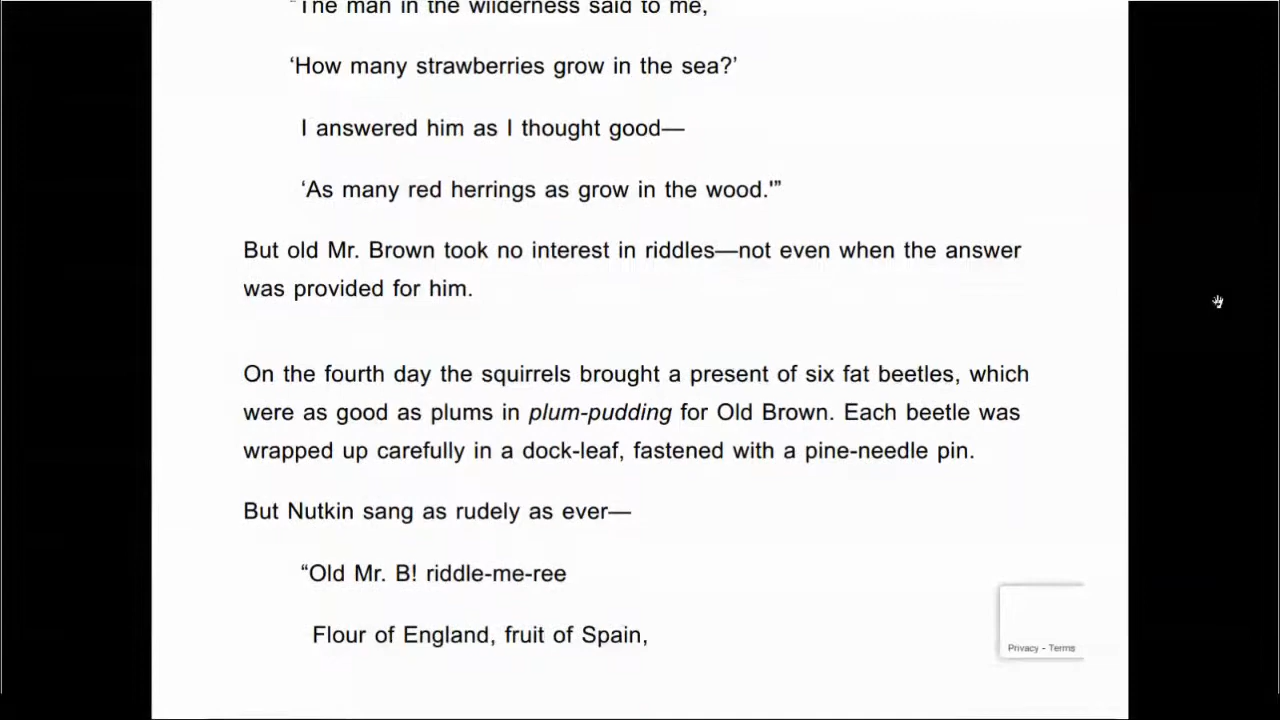 “The man in the wilderness said to me,
‘How many strawberries grow in the sea?’
I answered him as I thought good—
‘As many red herrings as grow in the wood.'”
But old Mr. Brown took no interest in riddles—not even when the answer
was provided for him.
On the fourth day the squirrels brought a present of six fat beetles, which
were as good as plums in plum-pudding for Old Brown. Each beetle was
wrapped up carefully in a dock-leaf, fastened with a pine-needle pin.
But Nutkin sang as rudely as ever—
“Old Mr. B! riddle-me-ree
Flour of England, fruit of Spain,
Privacy - Terms